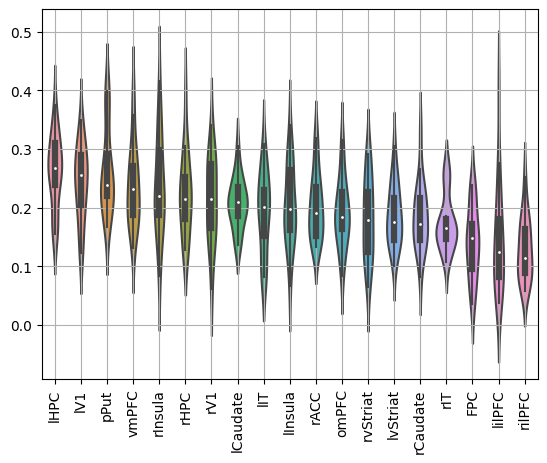 0.5
0.4
0.3
0.2
0.1
0.0
lHPC
lV1
pPut
vmPFC
rInsula
rHPC
rV1
lCaudate
lIT
lInsula
rACC
omPFC
rvStriat
lvStriat
rCaudate
rIT
FPC
lilPFC
rilPFC